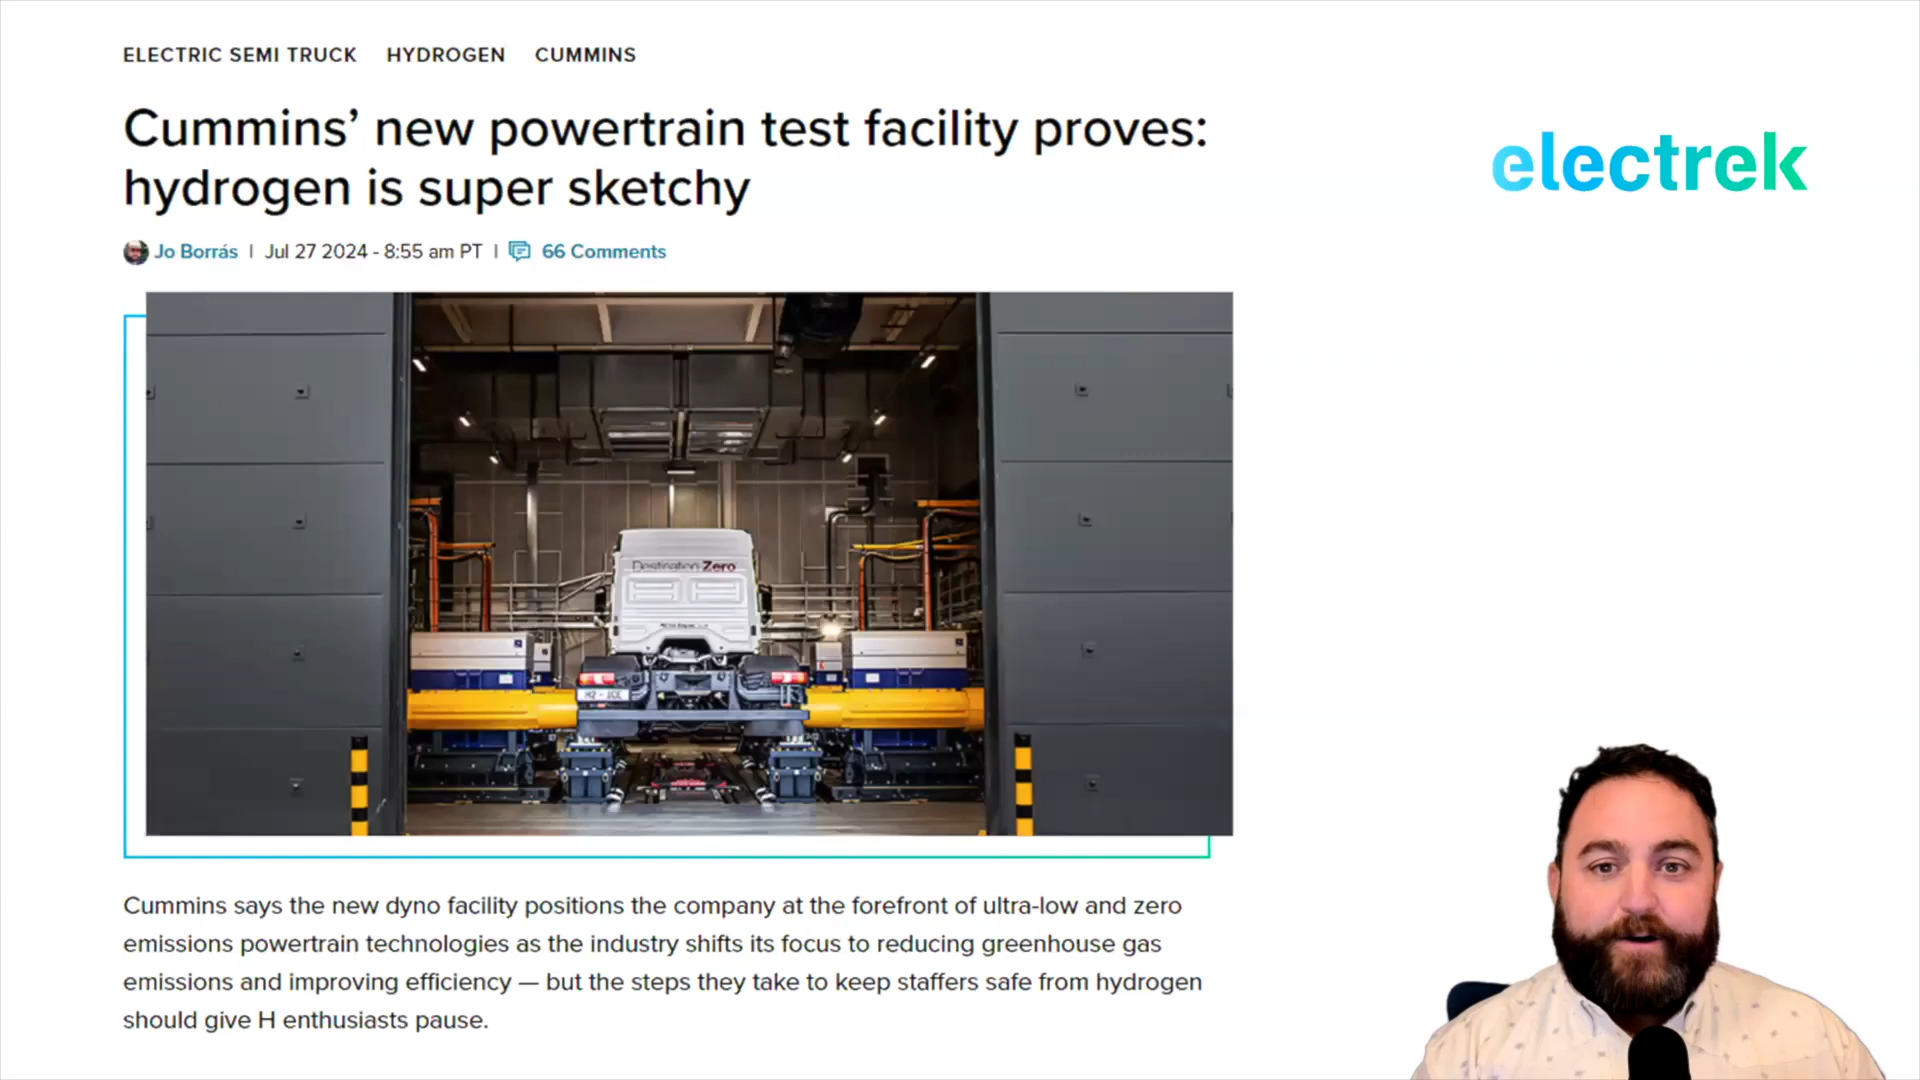 ELECTRIC SEMI TRUCK HYDROGEN CUMMINS
Cummins’ new powertrain test facility proves:
hydrogen is super sketchy
electrek
Jo Borrás | Jul 27 2024 - 8:55 am PT | 66 Comments
Destination Zero
Cummins says the new dyno facility positions the company at the forefront of ultra-low and zero
emissions powertrain technologies as the industry shifts its focus to reducing greenhouse gas
emissions and improving efficiency — but the steps they take to keep staffers safe from hydrogen
should give H enthusiasts pause.